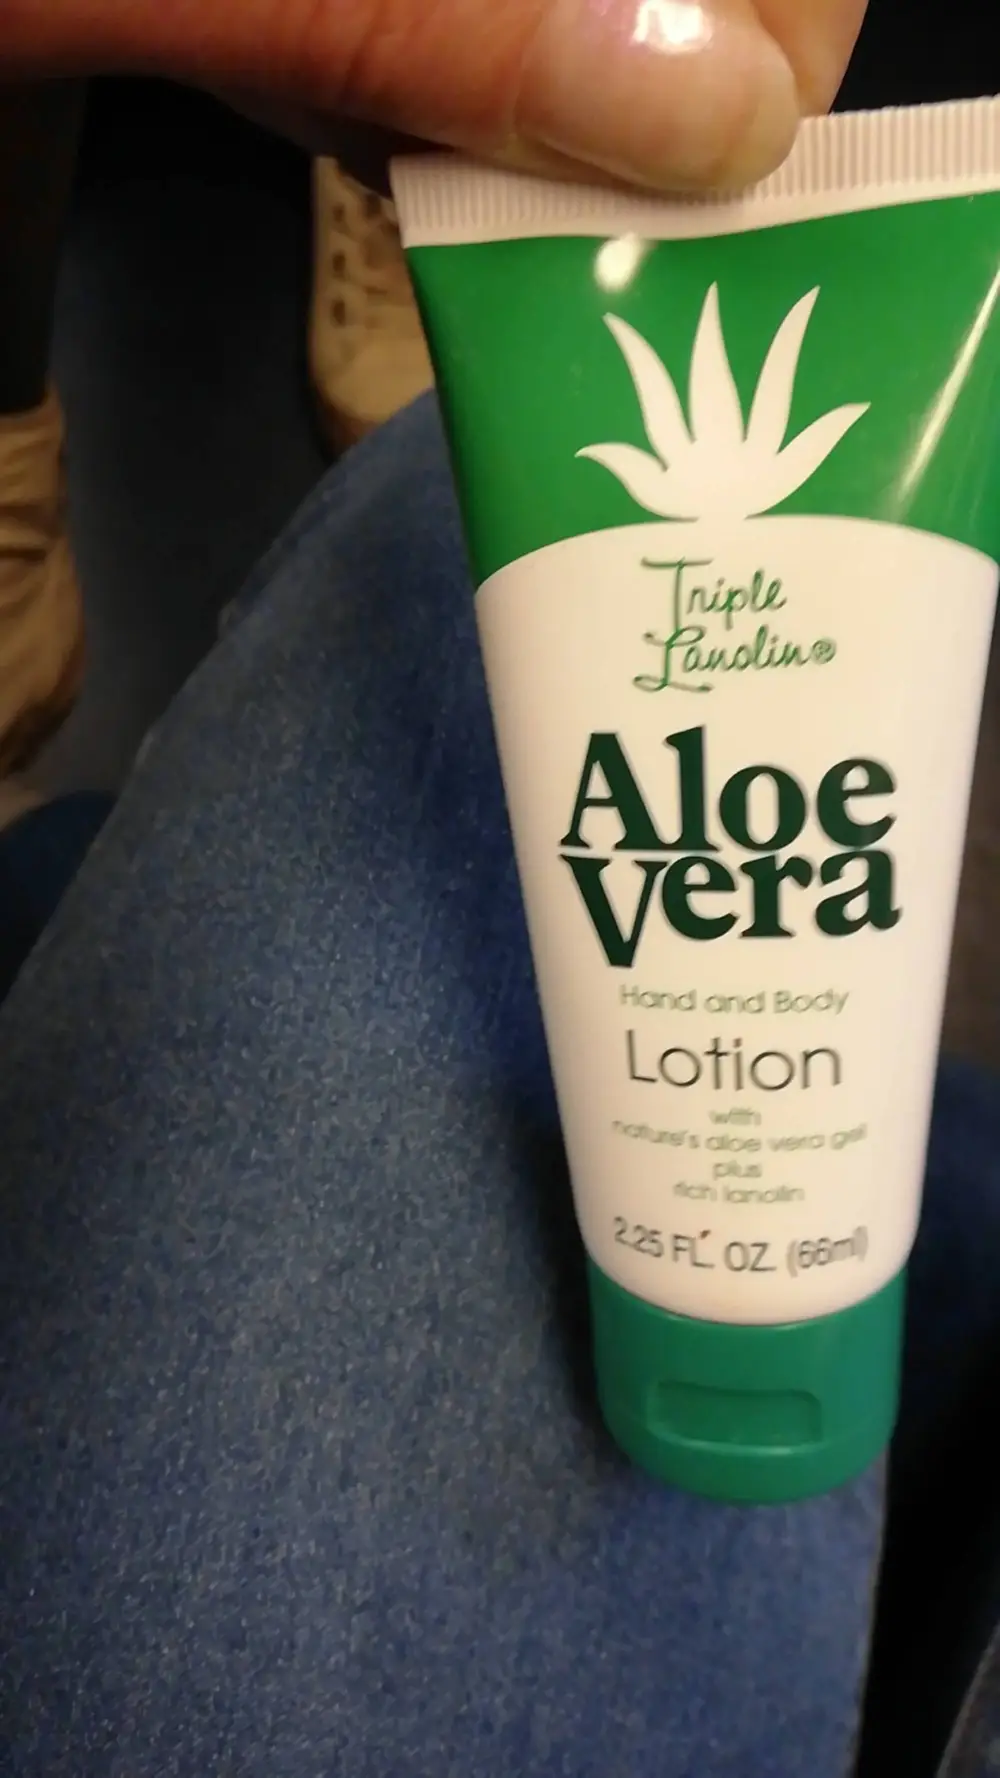 Triple
Lanolin®
Aloe
Vera
Hand and Body
Lotion
with
nature's aloe vera gel
plus
rich lanolin
2.25 FL. OZ. (66ml)